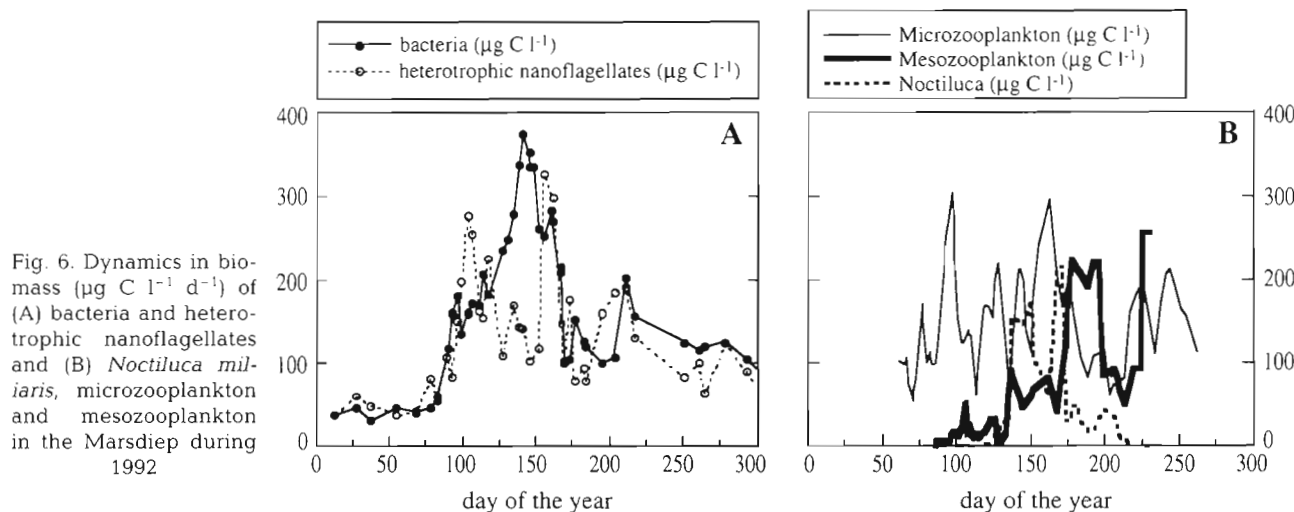 bacteria (µg C l⁻¹)
heterotrophic nanoflagellates (µg C l⁻¹)
Microzooplankton (µg C l⁻¹)
Mesozooplankton (µg C l⁻¹)
Noctiluca (µg C l⁻¹)
A
400
300
200
100
0
0 50 100 150 200 250 300
day of the year
B
400
300
200
100
0
0 50 100 150 200 250 300
day of the year
Fig. 6. Dynamics in bio-
mass (µg C l⁻¹ d⁻¹) of
(A) bacteria and hetero-
trophic nanoflagellates
and (B) Noctiluca mil-
iaris, microzooplankton
and mesozooplankton
in the Marsdiep during
1992